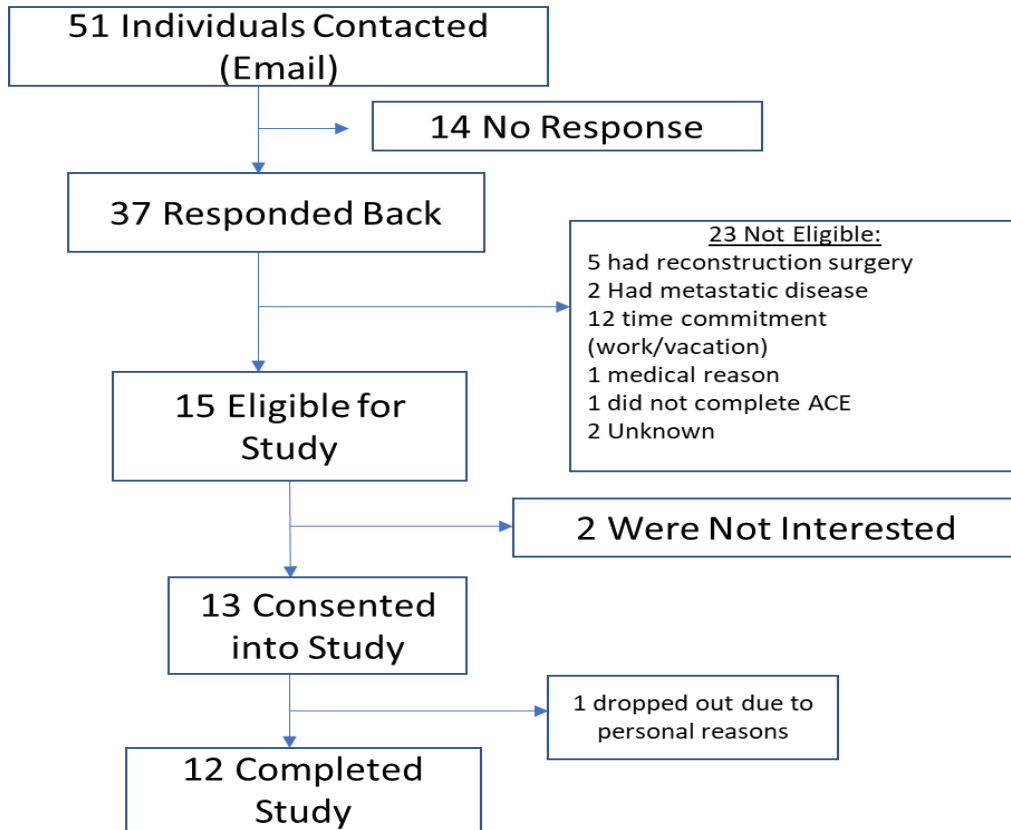 51 Individuals Contacted
(Email)
14 No Response
37 Responded Back
23 Not Eligible:
5 had reconstruction surgery
2 Had metastatic disease
12 time commitment
(work/vacation)
1 medical reason
1 did not complete ACE
2 Unknown
15 Eligible for
Study
2 Were Not Interested
13 Consented
into Study
1 dropped out due to
personal reasons
12 Completed
Study